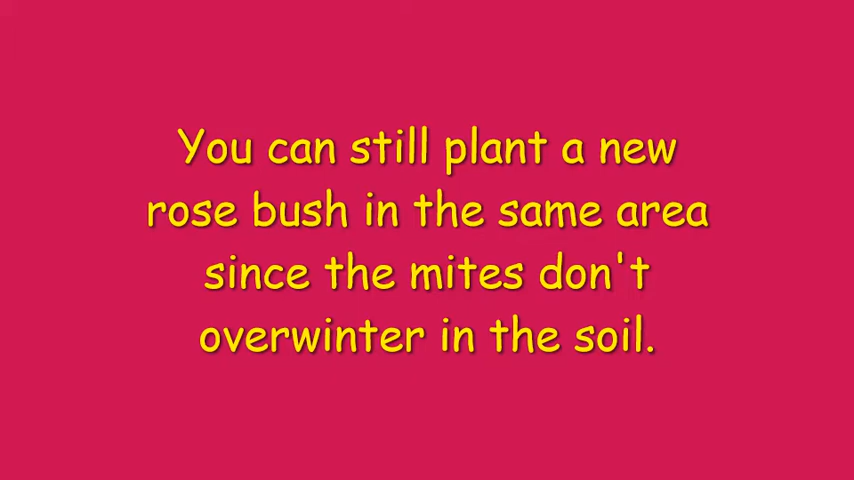 You can still plant a new
rose bush in the same area
since the mites don't
overwinter in the soil.